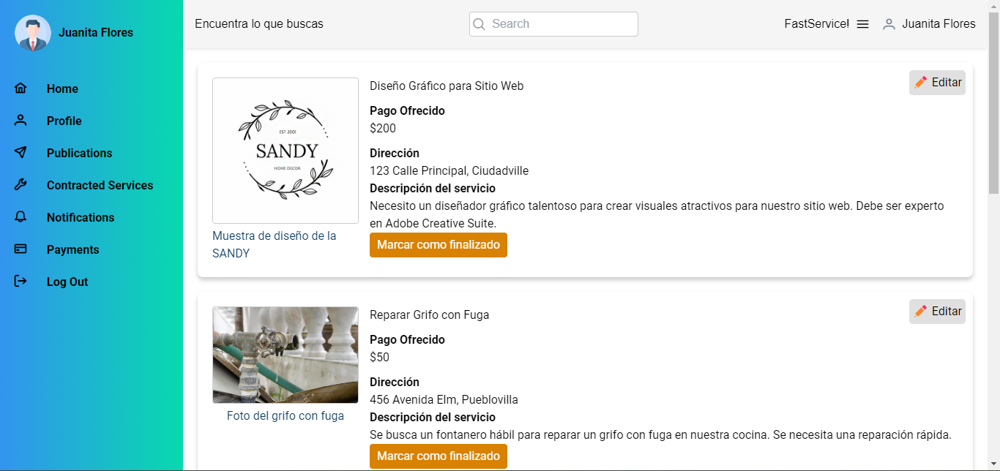 Juanita Flores
Home
Profile
Publications
Contracted Services
Notifications
Payments
Log Out
Encuentra lo que buscas
Search
FastService!
Juanita Flores
EST 2001
SANDY
HOME DECOR
Muestra de diseño de la
SANDY
Diseño Gráfico para Sitio Web
Editar
Pago Ofrecido
$200
Dirección
123 Calle Principal, Ciudadville
Descripción del servicio
Necesito un diseñador gráfico talentoso para crear visuales atractivos para nuestro sitio web. Debe ser experto
en Adobe Creative Suite.
Marcar como finalizado
Foto del grifo con fuga
Reparar Grifo con Fuga
Editar
Pago Ofrecido
$50
Dirección
456 Avenida Elm, Pueblovilla
Descripción del servicio
Se busca un fontanero hábil para reparar un grifo con fuga en nuestra cocina. Se necesita una reparación rápida.
Marcar como finalizado